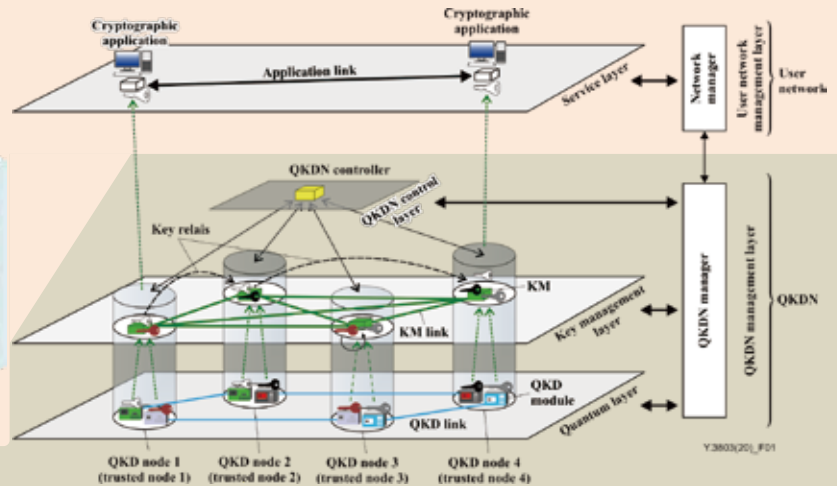 Cryptographic
application
Cryptographic
application
Application link
Service layer
Network
manager
User network
management layer
User
network
QKDN controller
QKDN control
layer
Key relais
KM
KM link
Key management
layer
QKDN manager
QKDN management layer
QKDN
QKD
module
QKD link
Quantum layer
Y.3803(20)_F01
QKD node 1
(trusted node 1)
QKD node 2
(trusted node 2)
QKD node 3
(trusted node 3)
QKD node 4
(trusted node 4)